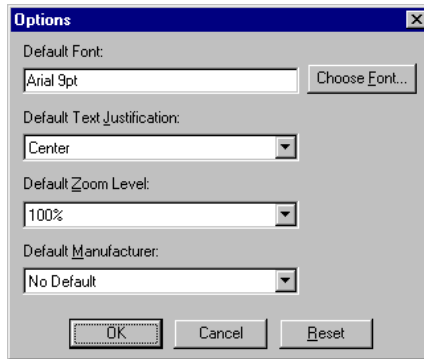 Options
Default Font:
Arial 9pt
Choose Font...
Default Text Justification:
Center
Default Zoom Level:
100%
Default Manufacturer:
No Default
OK Cancel Reset